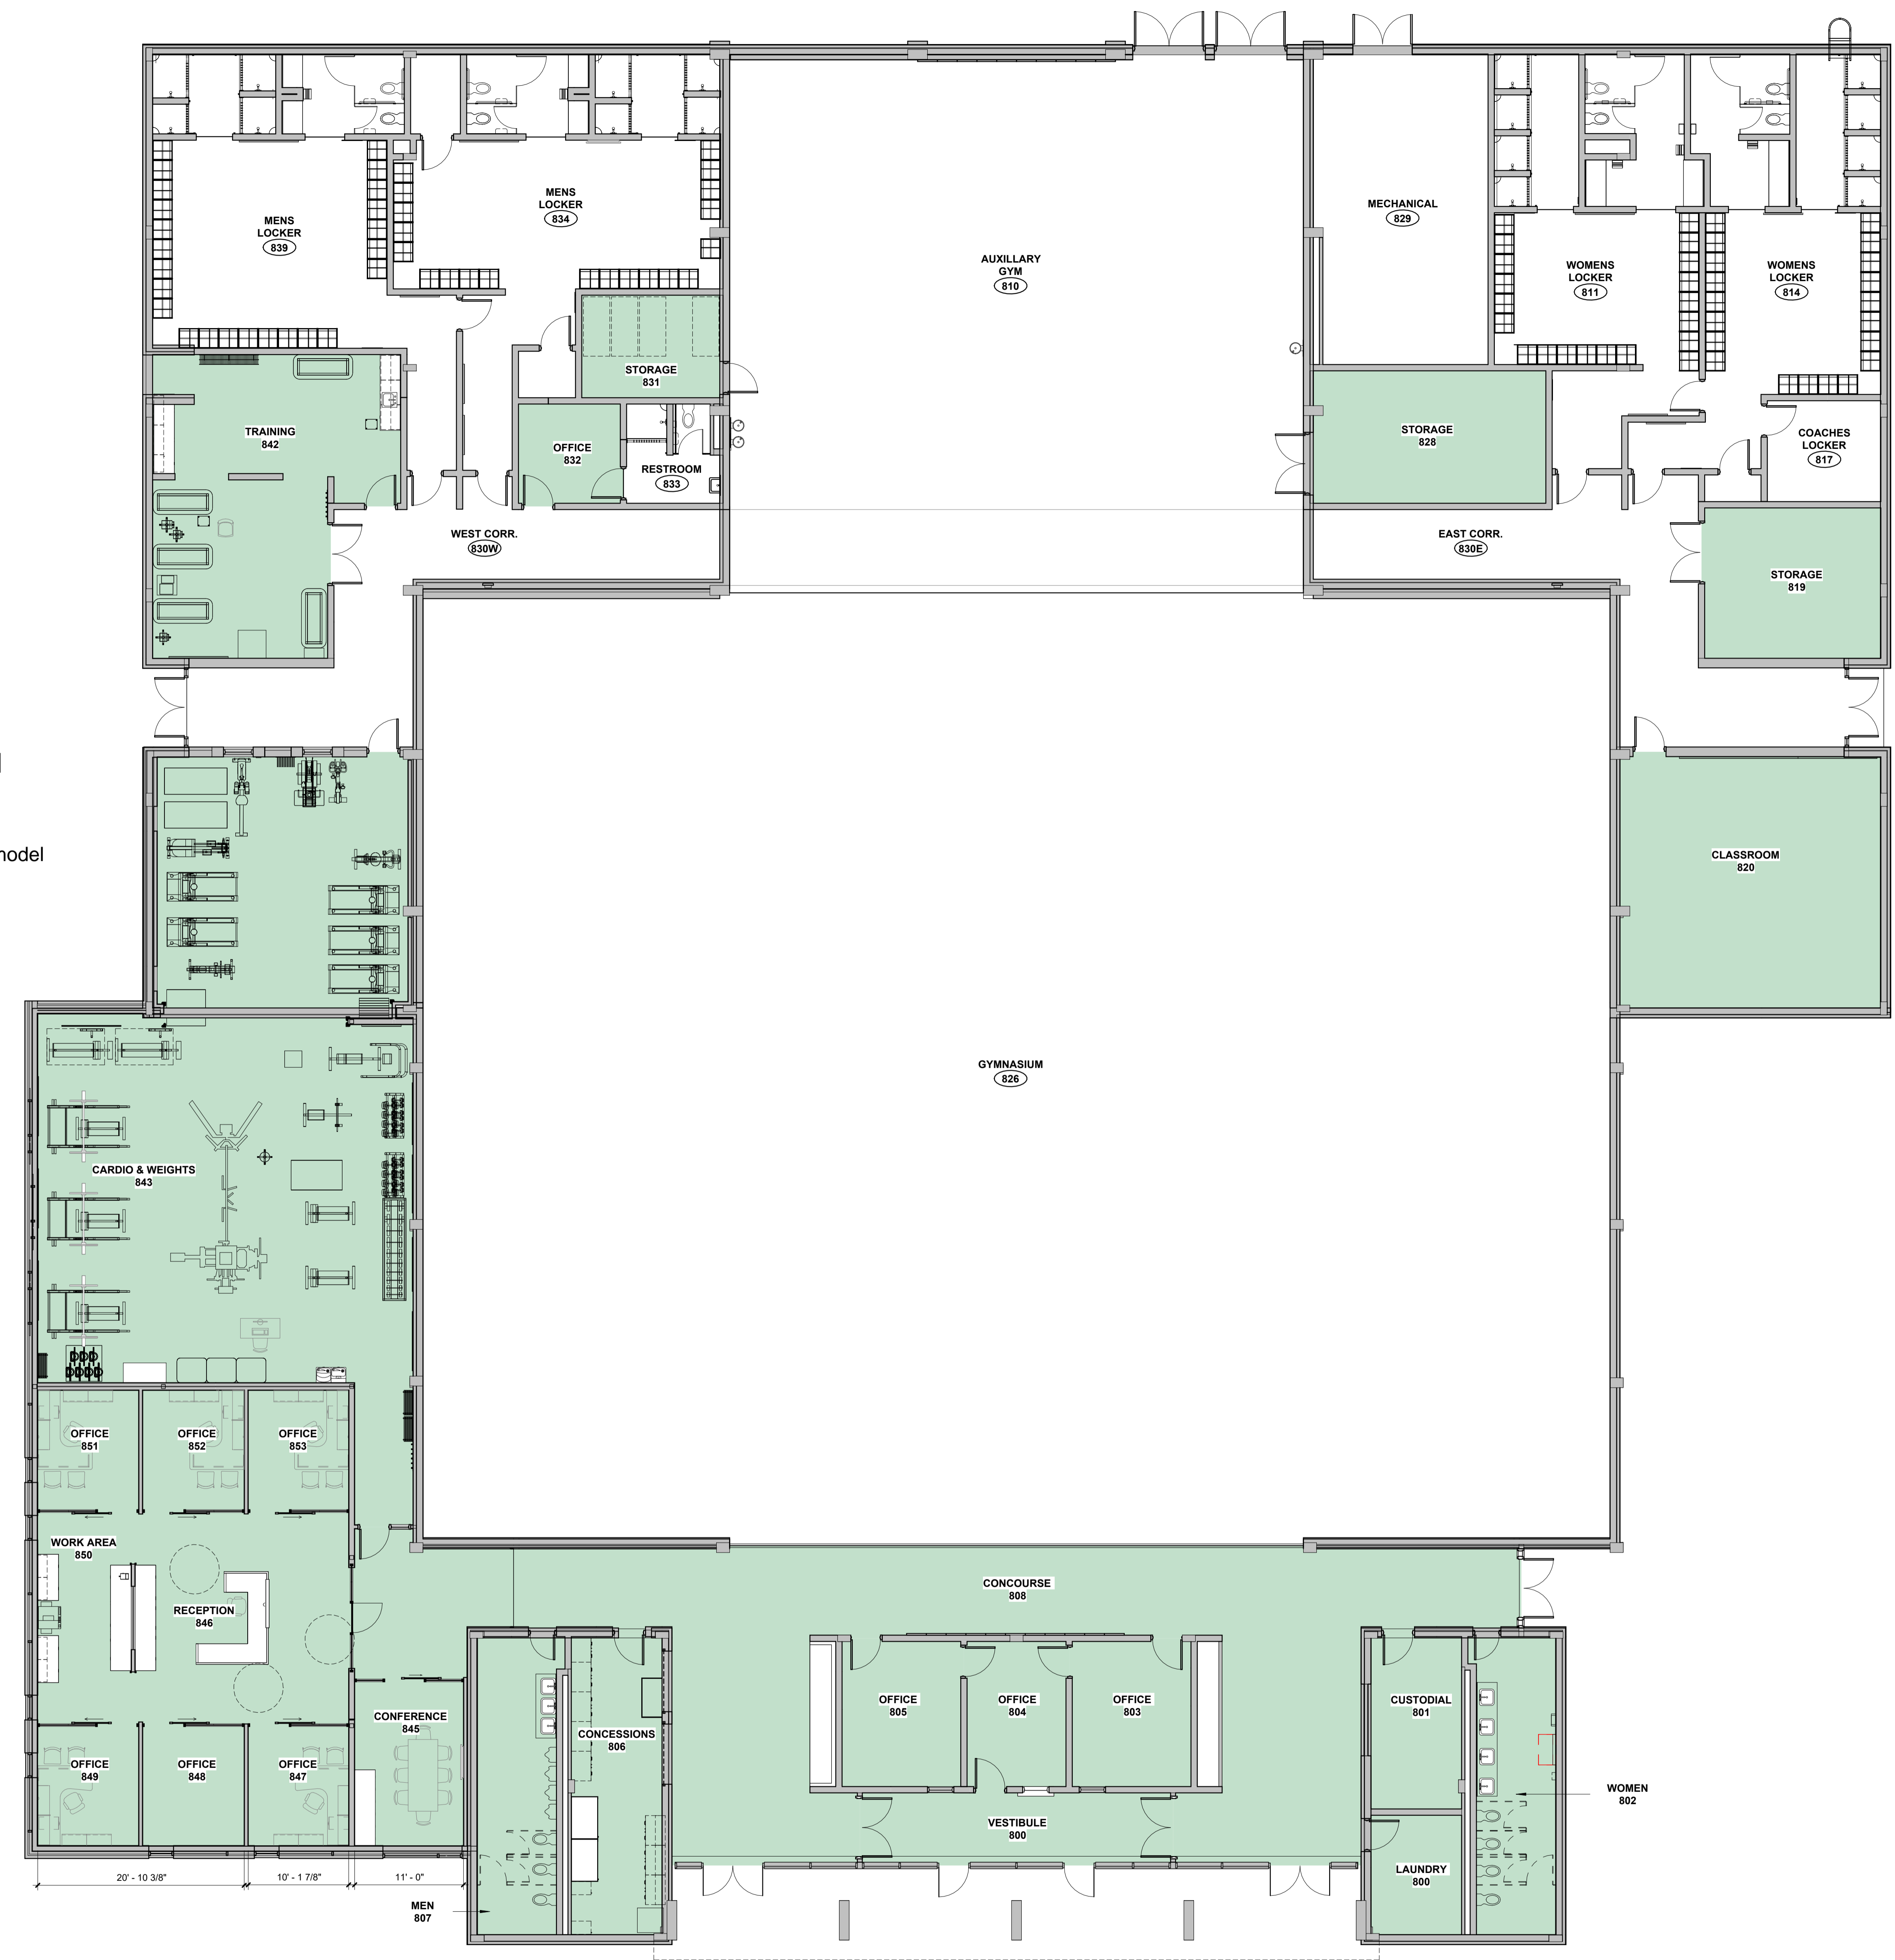 MENS
LOCKER
839
MENS
LOCKER
834
AUXILLARY
GYM
810
MECHANICAL
829
WOMENS
LOCKER
811
WOMENS
LOCKER
814
STORAGE
831
TRAINING
842
OFFICE
832
RESTROOM
833
STORAGE
828
COACHES
LOCKER
817
WEST CORR.
830W
EAST CORR.
830E
STORAGE
819
model
CLASSROOM
820
GYMNASIUM
826
CARDIO & WEIGHTS
843
OFFICE
851
OFFICE
852
OFFICE
853
WORK AREA
850
RECEPTION
846
CONCOURSE
808
CONFERENCE
845
CONCESSIONS
806
OFFICE
805
OFFICE
804
OFFICE
803
CUSTODIAL
801
OFFICE
849
OFFICE
848
OFFICE
847
WOMEN
802
VESTIBULE
800
LAUNDRY
800
20' - 10 3/8"
10' - 1 7/8"
11' - 0"
MEN
807